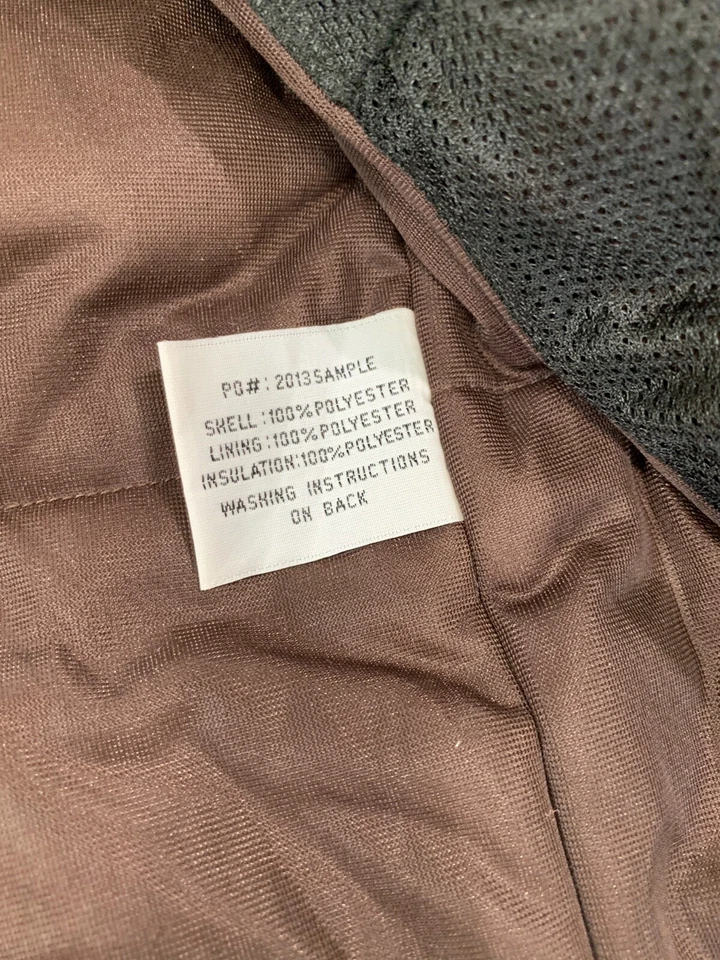 PO#: 2013SAMPLE
SHELL:100%POLYESTER
LINING:100%POLYESTER
INSULATION:100%POLYESTER
WASHING INSTRUCTIONS
ON BACK